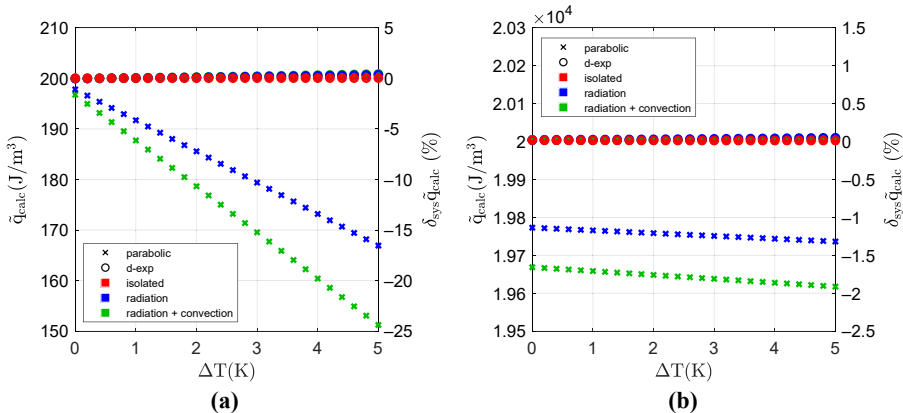 210
200
190
180
170
160
150
q̃calc(J/m³)
5
0
−5
−10
−15
−20
−25
δsysq̃calc (%)
parabolic
d-exp
isolated
radiation
radiation + convection
0 1 2 3 4 5
ΔT(K)
(a)
×10⁴
2.03
2.02
2.01
2
1.99
1.98
1.97
1.96
1.95
q̃calc(J/m³)
1.5
1
0.5
0
−0.5
−1
−1.5
−2
−2.5
δsysq̃calc (%)
parabolic
d-exp
isolated
radiation
radiation + convection
0 1 2 3 4 5
ΔT(K)
(b)